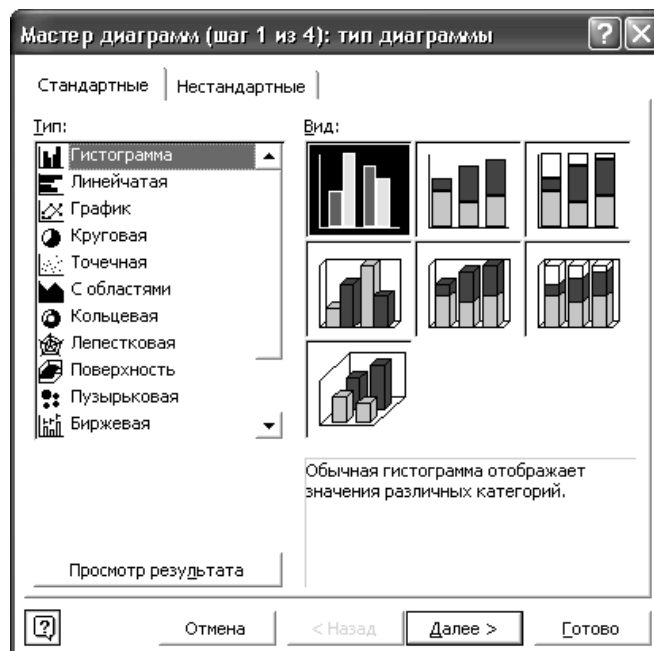 Мастер диаграмм (шаг 1 из 4): тип диаграммы
Стандартные
Нестандартные
Тип:
Гистограмма
Линейчатая
График
Круговая
Точечная
С областями
Кольцевая
Лепестковая
Поверхность
Пузырьковая
Биржевая
Вид:
Обычная гистограмма отображает
значения различных категорий.
Просмотр результата
Отмена
< Назад
Далее >
Готово